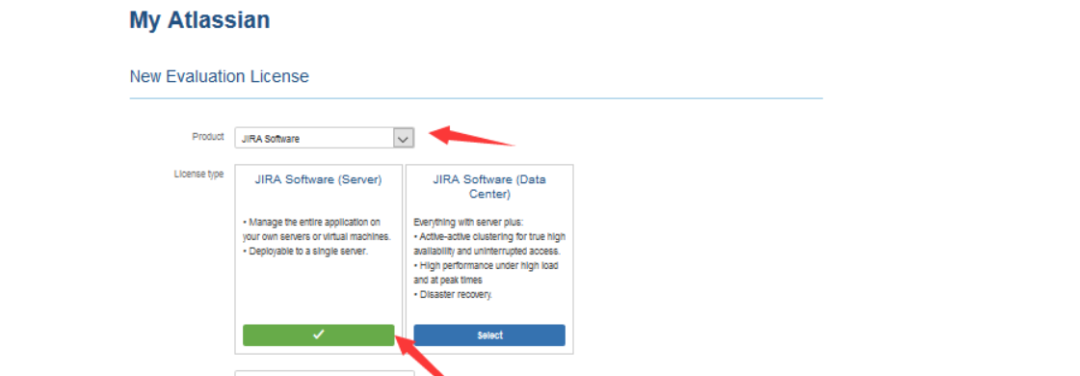 My Atlassian
New Evaluation License
Product
JIRA Software
License type
JIRA Software (Server)
• Manage the entire application on
your own servers or virtual machines.
• Deployable to a single server.
JIRA Software (Data
Center)
Everything with server plus:
• Active-active clustering for true high
availability and uninterrupted access.
• High performance under high load
and at peak times
• Disaster recovery.
Select